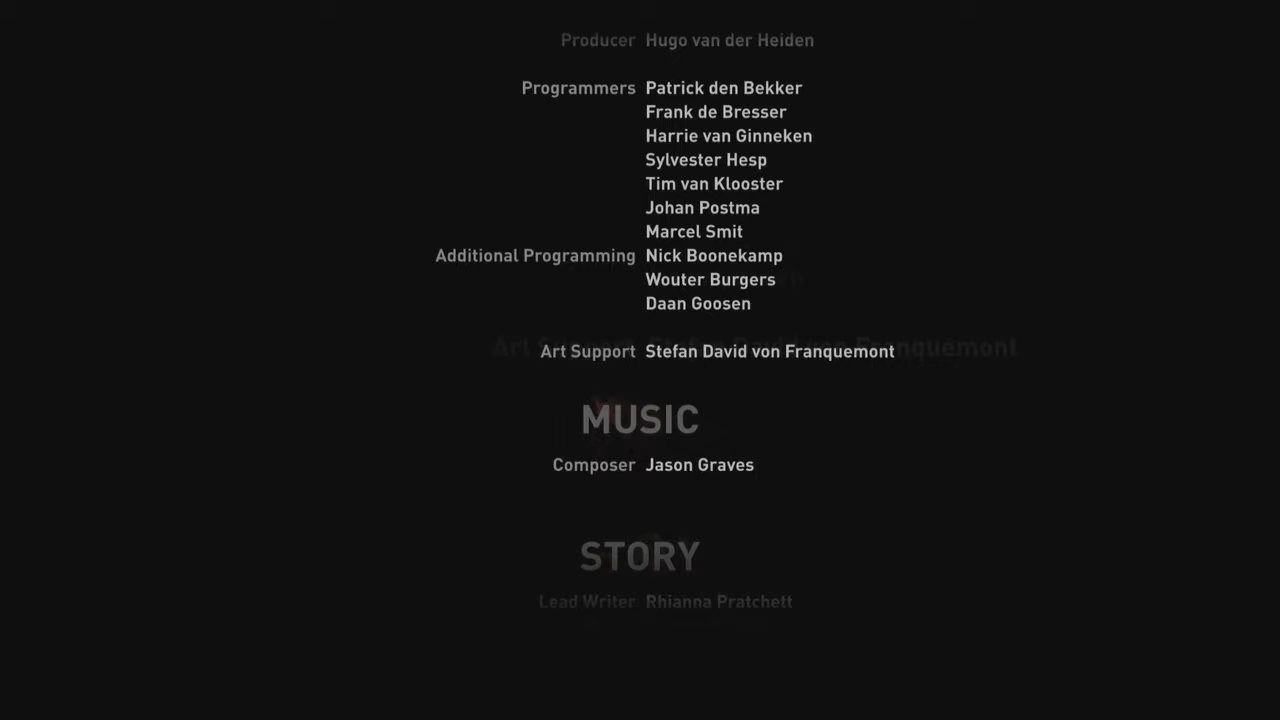 Producer Hugo van der Heiden
Programmers Patrick den Bekker
Frank de Bresser
Harrie van Ginneken
Sylvester Hesp
Tim van Klooster
Johan Postma
Marcel Smit
Additional Programming Nick Boonekamp
Wouter Burgers
Daan Goosen
Art Support Stefan David von Franquemont
MUSIC
Composer Jason Graves
STORY
Lead Writer Rhianna Pratchett